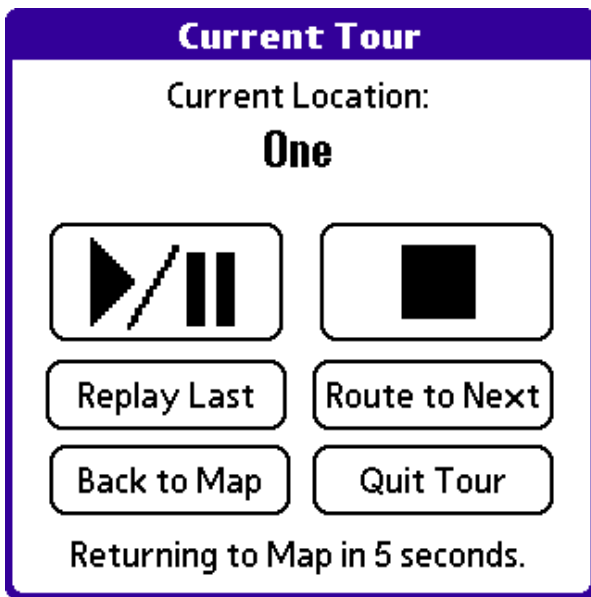 Current Tour
Current Location:
One
Replay Last
Route to Next
Back to Map
Quit Tour
Returning to Map in 5 seconds.